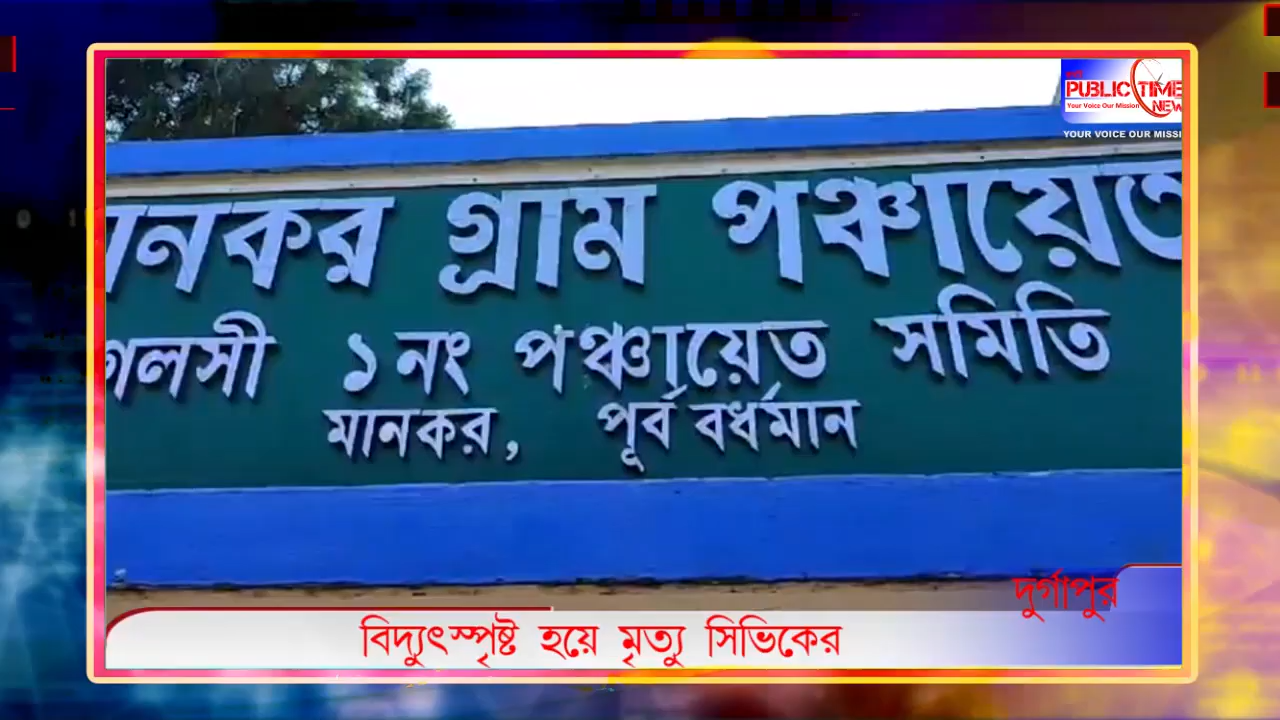 PUBLIC TIME
Your Voice Our Mission
NEW
YOUR VOICE OUR MISSI
মানকর গ্রাম পঞ্চায়েত
গলসী ১নং পঞ্চায়েত সমিতি
মানকর, পূর্ব বর্ধমান
দুর্গাপুর
বিদ্যুৎস্পৃষ্ট হয়ে মৃত্যু সিভিকের